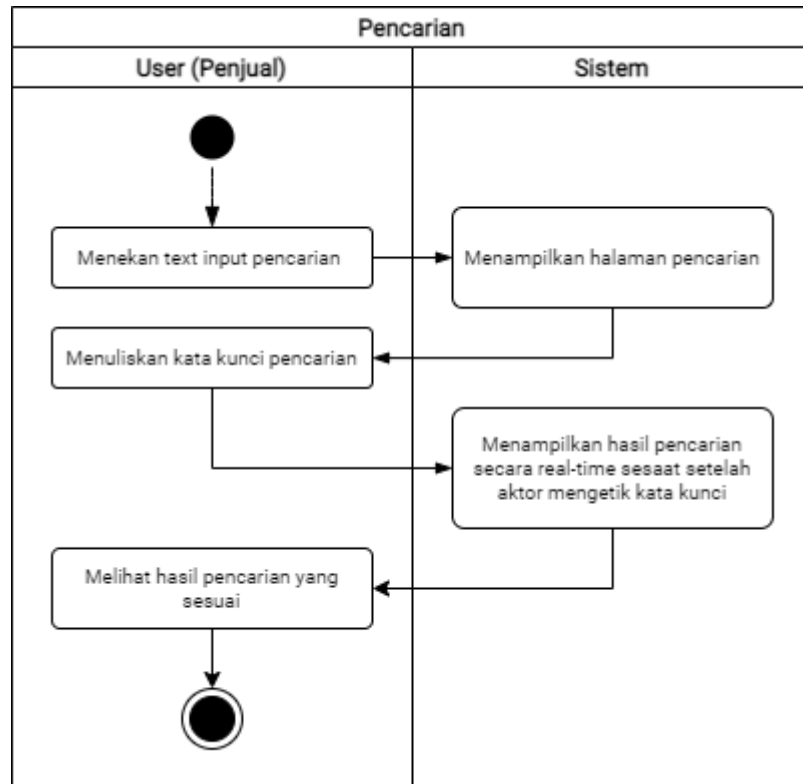 Pencarian
User (Penjual)
Sistem
Menekan text input pencarian
Menampilkan halaman pencarian
Menuliskan kata kunci pencarian
Menampilkan hasil pencarian
secara real-time sesaat setelah
aktor mengetik kata kunci
Melihat hasil pencarian yang
sesuai